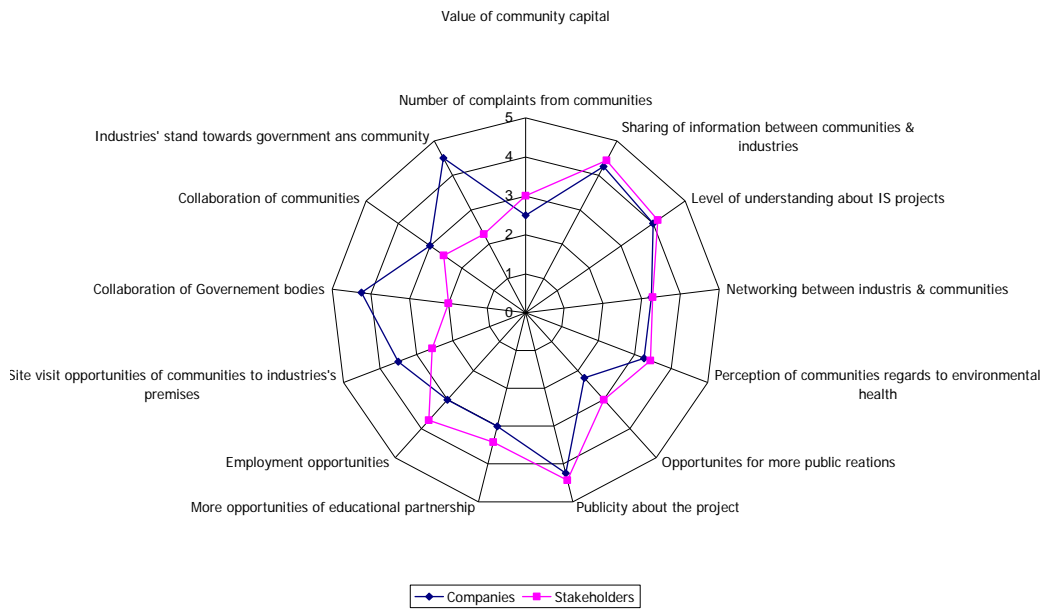 Value of community capital
Number of complaints from communities
Industries' stand towards government ans community
Sharing of information between communities &
industries
Collaboration of communities
Level of understanding about IS projects
Collaboration of Governement bodies
Networking between industris & communities
Site visit opportunities of communities to industries's
premises
Perception of communities regards to environmental
health
Employment opportunities
Opportunites for more public reations
More opportunities of educational partnership
Publicity about the project
5
4
3
2
1
0
Companies
Stakeholders